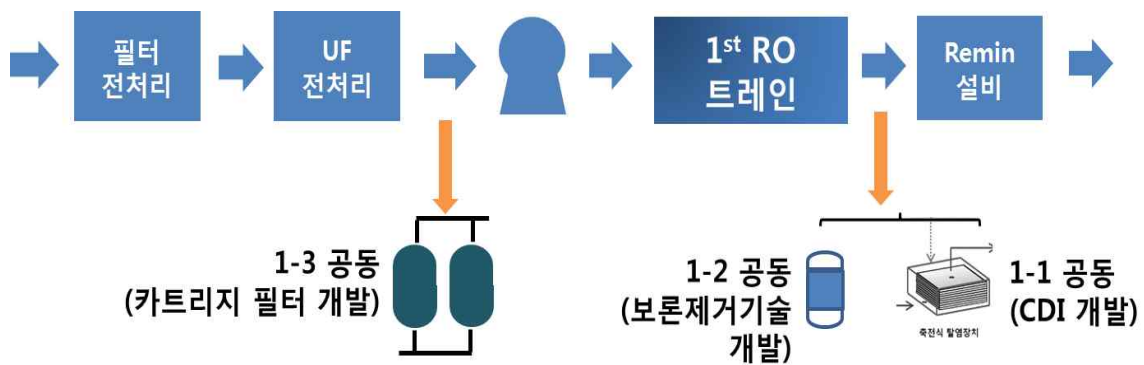 필터
전처리
UF
전처리
1st RO
트레인
Remin
설비
1-3 공동
(카트리지 필터 개발)
1-2 공동
(보론제거기술
개발)
축전식 탈염장치
1-1 공동
(CDI 개발)